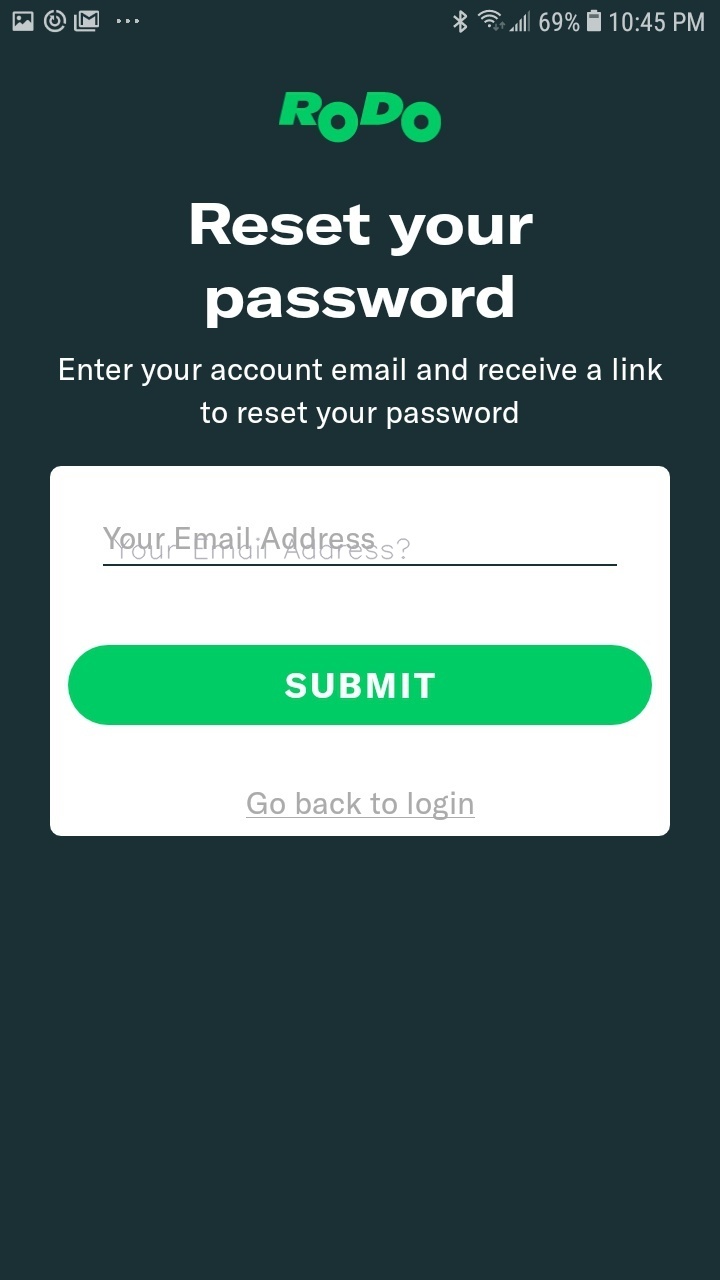 69% 10:45 PM
RoDo
Reset your
password
Enter your account email and receive a link
to reset your password
Your Email Address
Your Email Address?
SUBMIT
Go back to login